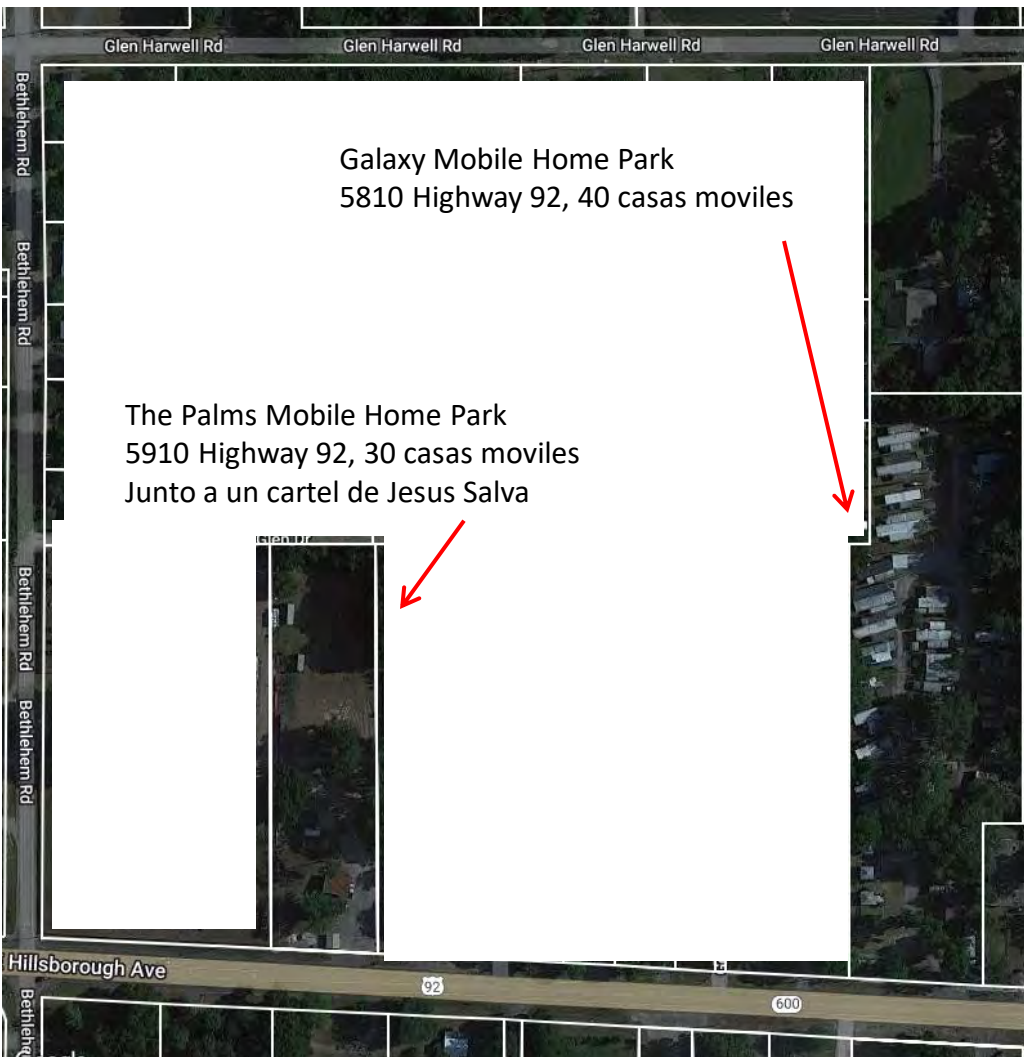 Glen Harwell Rd
Glen Harwell Rd
Glen Harwell Rd
Glen Harwell Rd
Bethlehem Rd
Galaxy Mobile Home Park
5810 Highway 92, 40 casas moviles
Bethlehem Rd
The Palms Mobile Home Park
5910 Highway 92, 30 casas moviles
Junto a un cartel de Jesus Salva
Glen Dr
Bethlehem Rd
Bethlehem Rd
Hillsborough Ave
92
600